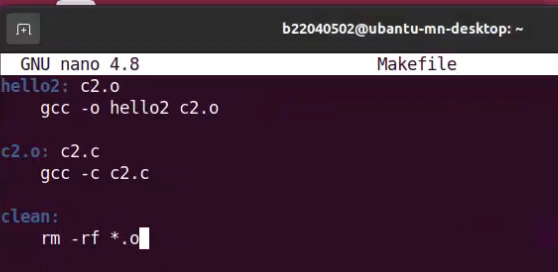 b22040502@ubantu-mn-desktop: ~
GNU nano 4.8 Makefile
hello2: c2.o
    gcc -o hello2 c2.o

c2.o: c2.c
    gcc -c c2.c

clean:
    rm -rf *.o